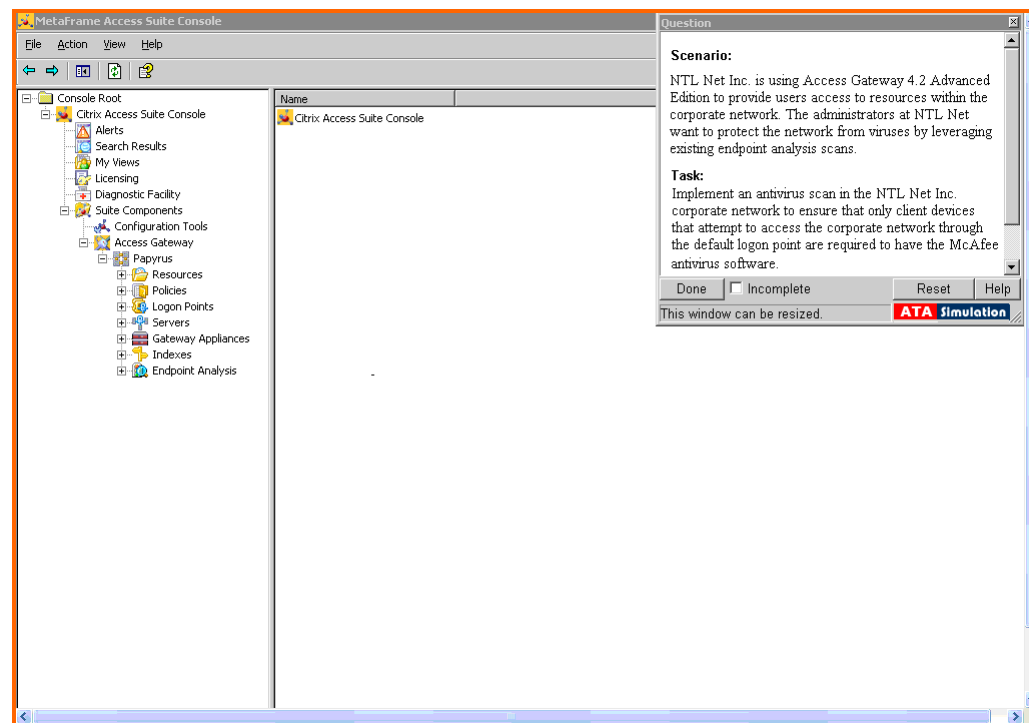 MetaFrame Access Suite Console
File Action View Help
Console Root
Citrix Access Suite Console
Alerts
Search Results
My Views
Licensing
Diagnostic Facility
Suite Components
Configuration Tools
Access Gateway
Papyrus
Resources
Policies
Logon Points
Servers
Gateway Appliances
Indexes
Endpoint Analysis
Name
Citrix Access Suite Console
Question
Scenario:
NTL Net Inc. is using Access Gateway 4.2 Advanced
Edition to provide users access to resources within the
corporate network. The administrators at NTL Net
want to protect the network from viruses by leveraging
existing endpoint analysis scans.
Task:
Implement an antivirus scan in the NTL Net Inc.
corporate network to ensure that only client devices
that attempt to access the corporate network through
the default logon point are required to have the McAfee
antivirus software.
Done Incomplete Reset Help
This window can be resized. ATA Simulation